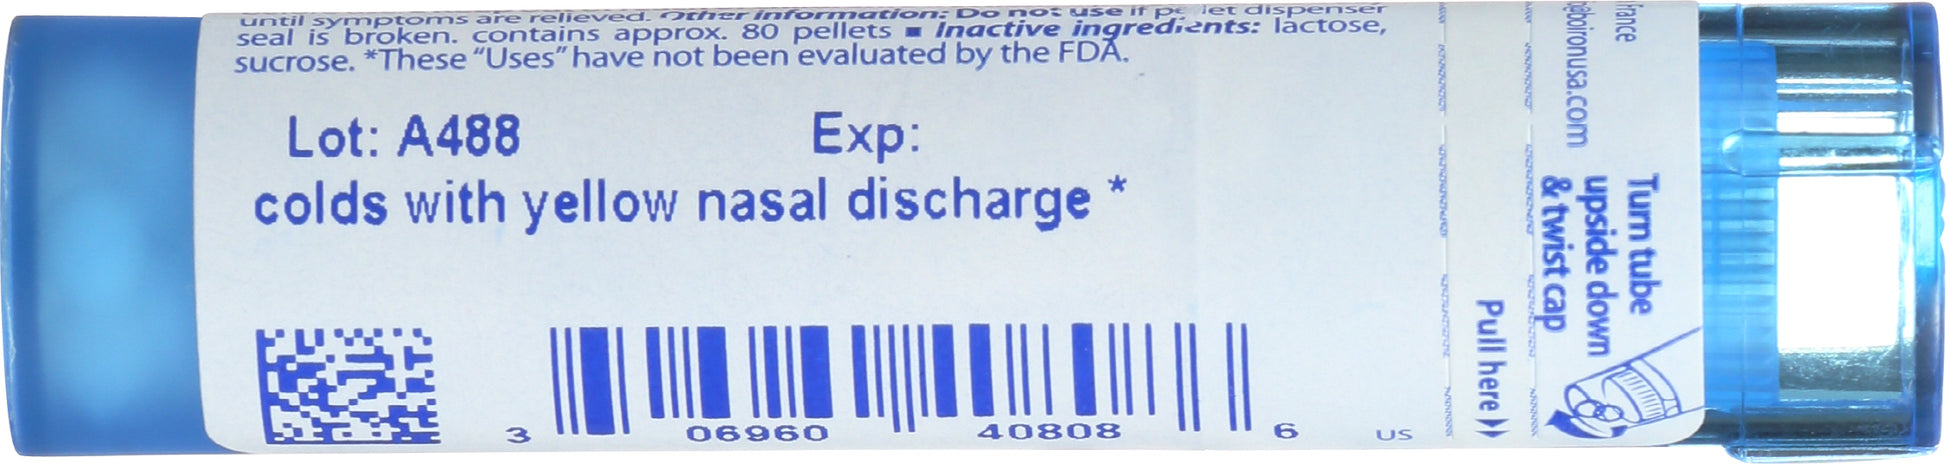 until symptoms are relieved. Other information: Do not use if pellet dispenser
seal is broken. contains approx. 80 pellets ■ Inactive ingredients: lactose,
sucrose. *These “Uses” have not been evaluated by the FDA.
Lot: A488 Exp:
colds with yellow nasal discharge *
3 06960 40808 6 US
Pull here
France
Turn tube
upside down
& twist cap